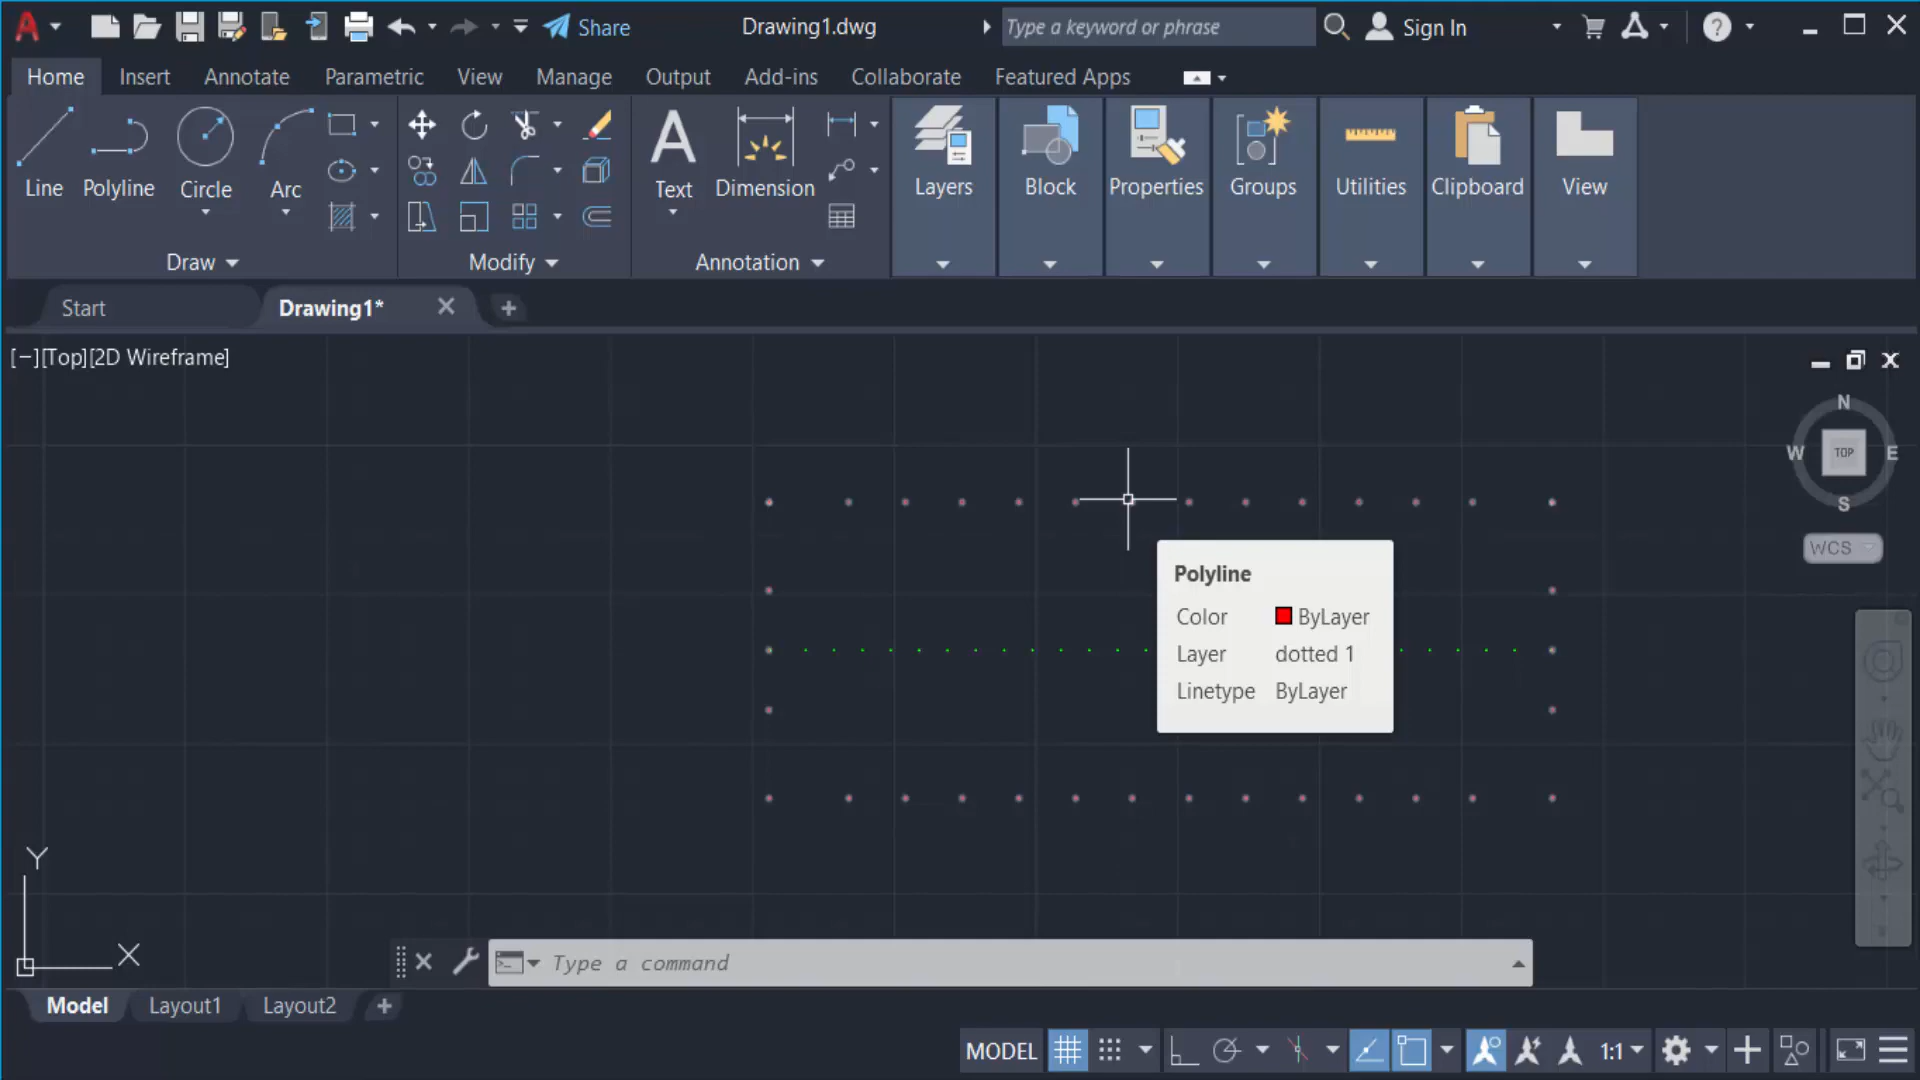 Share
Drawing1.dwg
Type a keyword or phrase
Sign In
Home Insert Annotate Parametric View Manage Output Add-ins Collaborate Featured Apps
Line Polyline Circle Arc Text Dimension Layers Block Properties Groups Utilities Clipboard View
Draw Modify Annotation
Start Drawing1*
[−][Top][2D Wireframe]
N
W TOP E
S
WCS
Polyline
Color ByLayer
Layer dotted 1
Linetype ByLayer
Y
X
Type a command
Model Layout1 Layout2
MODEL 1:1